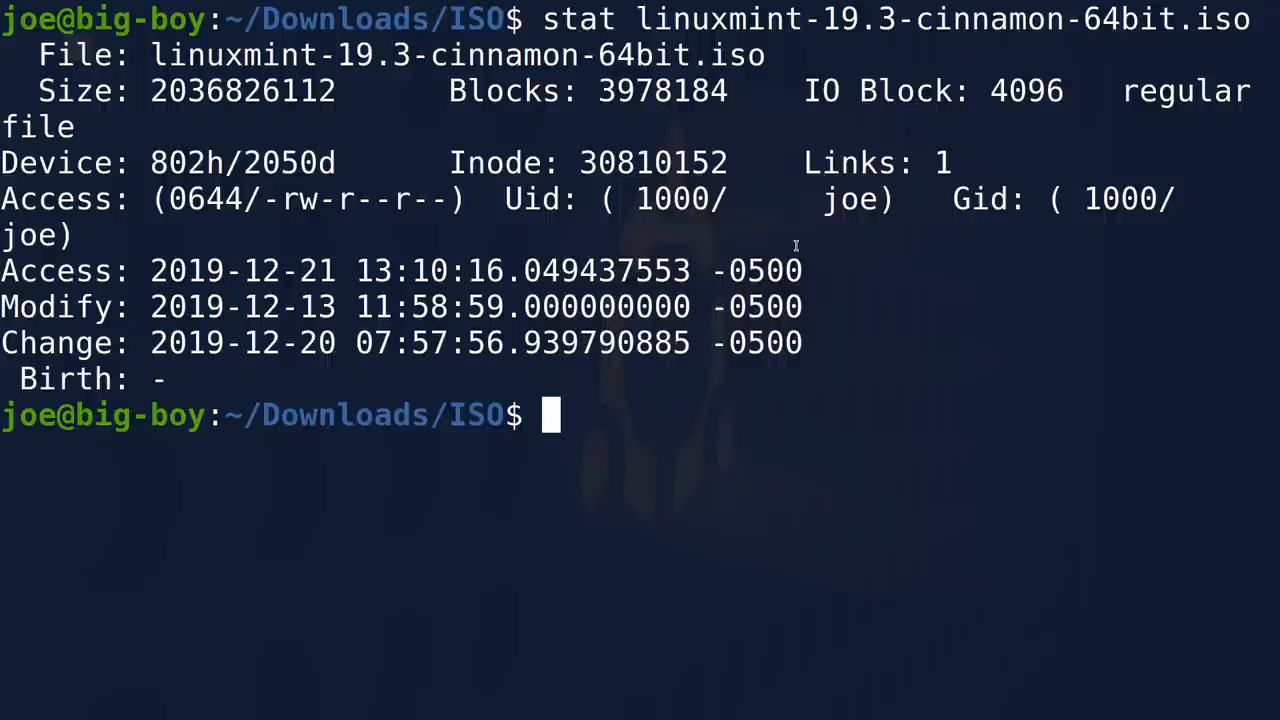 joe@big-boy:~/Downloads/ISO$ stat linuxmint-19.3-cinnamon-64bit.iso
  File: linuxmint-19.3-cinnamon-64bit.iso
  Size: 2036826112      Blocks: 3978184    IO Block: 4096   regular
file
Device: 802h/2050d      Inode: 30810152    Links: 1
Access: (0644/-rw-r--r--)  Uid: ( 1000/     joe)   Gid: ( 1000/
joe)
Access: 2019-12-21 13:10:16.049437553 -0500
Modify: 2019-12-13 11:58:59.000000000 -0500
Change: 2019-12-20 07:57:56.939790885 -0500
 Birth: -
joe@big-boy:~/Downloads/ISO$